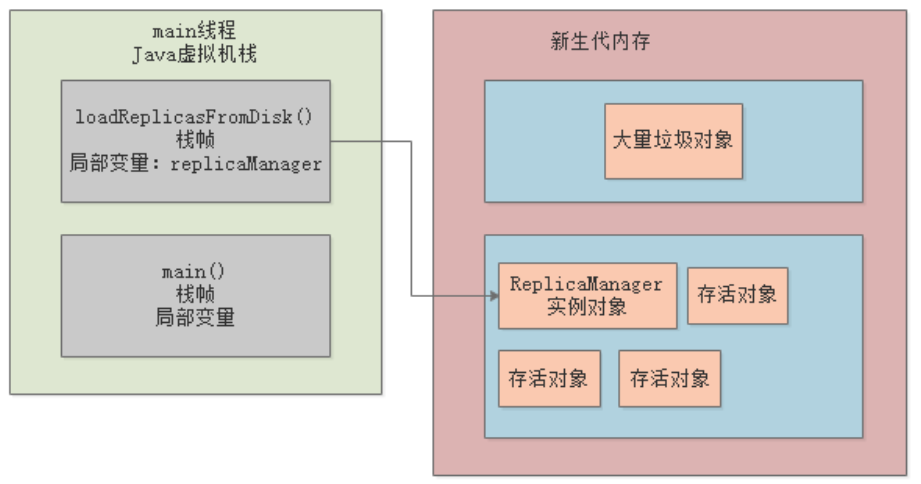 main线程
Java虚拟机栈
loadReplicasFromDisk()
栈帧
局部变量：replicaManager
main()
栈帧
局部变量
新生代内存
大量垃圾对象
ReplicaManager
实例对象
存活对象
存活对象
存活对象